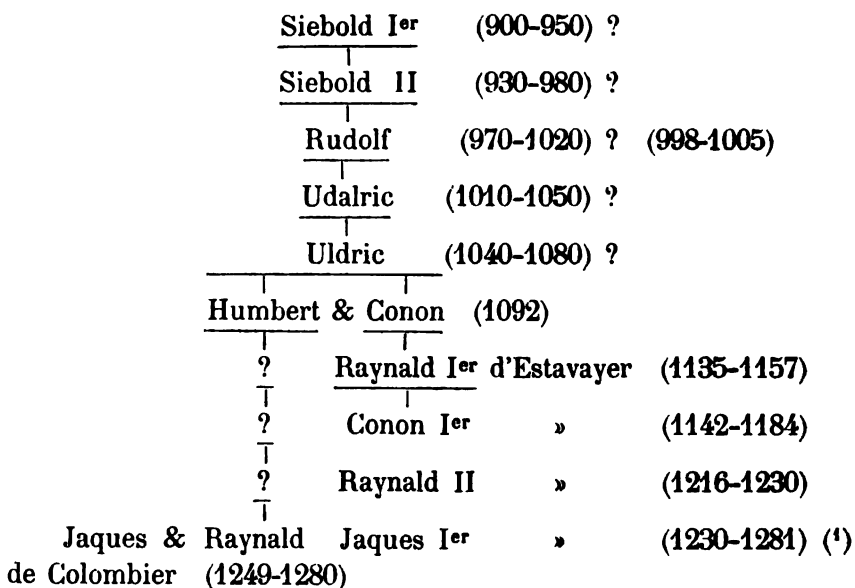 Siebold Iᵉʳ (900-950) ?
Siebold II (930-980) ?
Rudolf (970-1020) ? (998-1005)
Udalric (1010-1050) ?
Uldric (1040-1080) ?
Humbert & Conon (1092)
? Raynald Iᵉʳ d'Estavayer (1135-1157)
? Conon Iᵉʳ » (1142-1184)
? Raynald II » (1216-1230)
Jaques & Raynald Jaques Iᵉʳ » (1230-1281) (¹)
de Colombier (1249-1280)